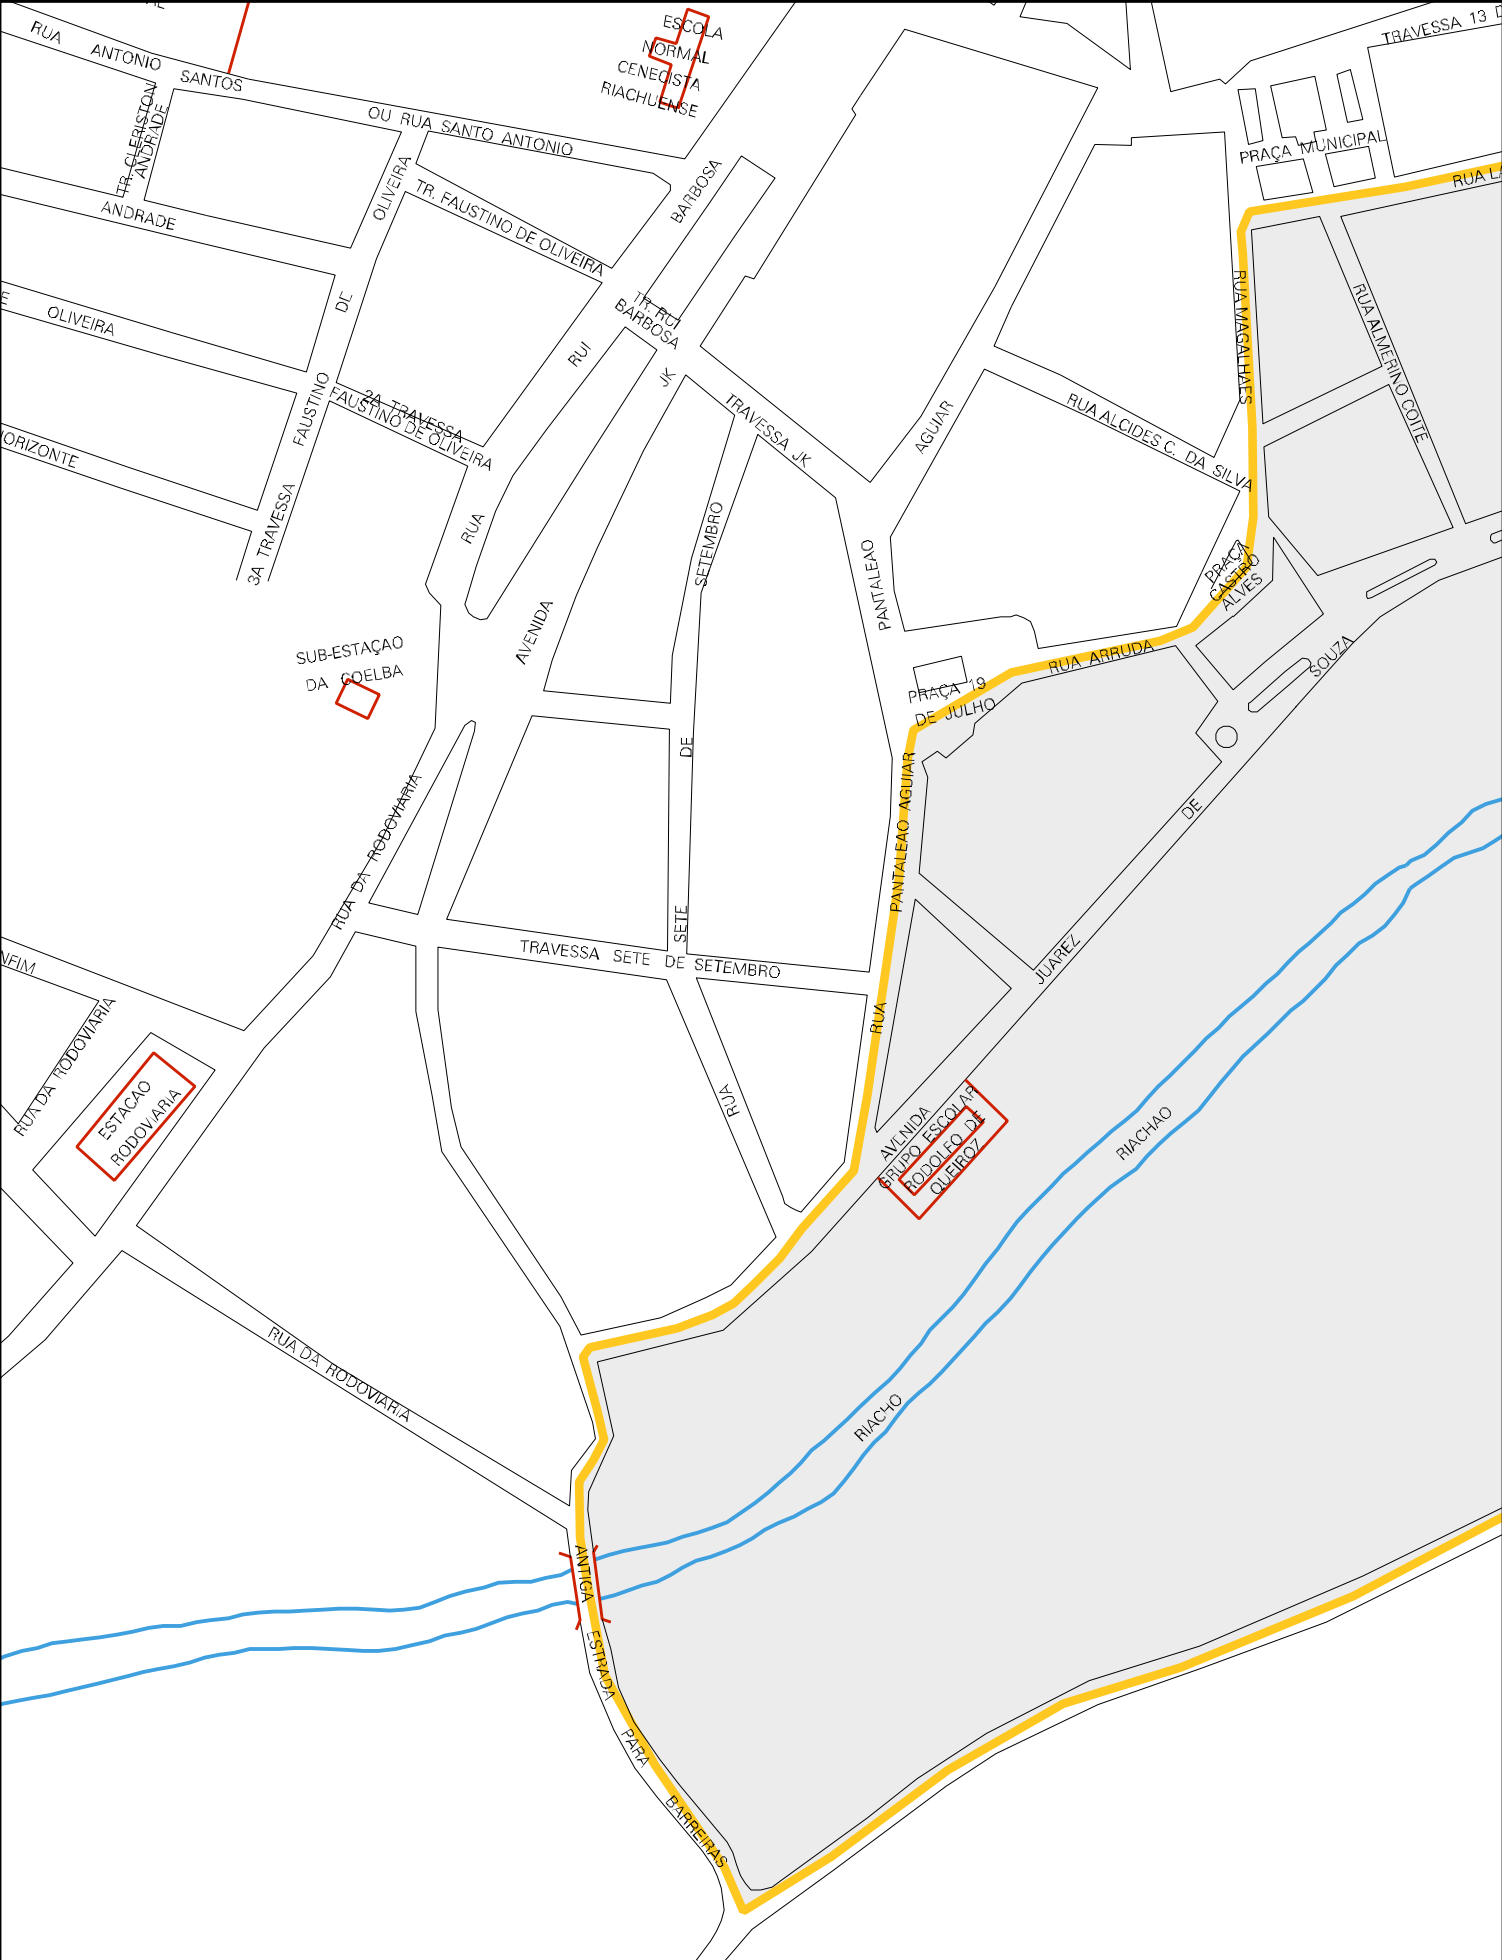 RUA ANTONIO SANTOS
OU RUA SANTO ANTONIO
ESCOLA
NORMAL
CENECISTA
RIACHUENSE
TRAVESSA 13 D
PRAÇA MUNICIPAL
RUA LA
TR. CLERISTON
ANDRADE
ANDRADE
OLIVEIRA
DE
FAUSTINO
3A TRAVESSA
TR. FAUSTINO DE OLIVEIRA
BARBOSA
RUI
RUA
TR. RUI
BARBOSA
E OLIVEIRA
2A TRAVESSA
FAUSTINO DE OLIVEIRA
ORIZONTE
JK
AVENIDA
TRAVESSA JK
AGUIAR
PANTALEAO
RUA ALCIDES C. DA SILVA
RUA MAGALHAES
RUA ALMERINO COITE
SETEMBRO
DE
SETE
RUA
PRAÇA
CASTRO
ALVES
RUA ARRUDA
PRAÇA 19
DE JULHO
SUB-ESTAÇAO
DA COELBA
SOUZA
DE
JUAREZ
AVENIDA
PANTALEAO AGUIAR
RUA
RUA DA RODOVIARIA
TRAVESSA SETE DE SETEMBRO
NFIM
RUA DA RODOVIARIA
ESTACAO
RODOVIARIA
GRUPO ESCOLAR
RODOLFO DE
QUEIROZ
RIACHAO
RIACHO
RUA DA RODOVIARIA
ANTIGA
ESTRADA
PARA
BARREIRAS